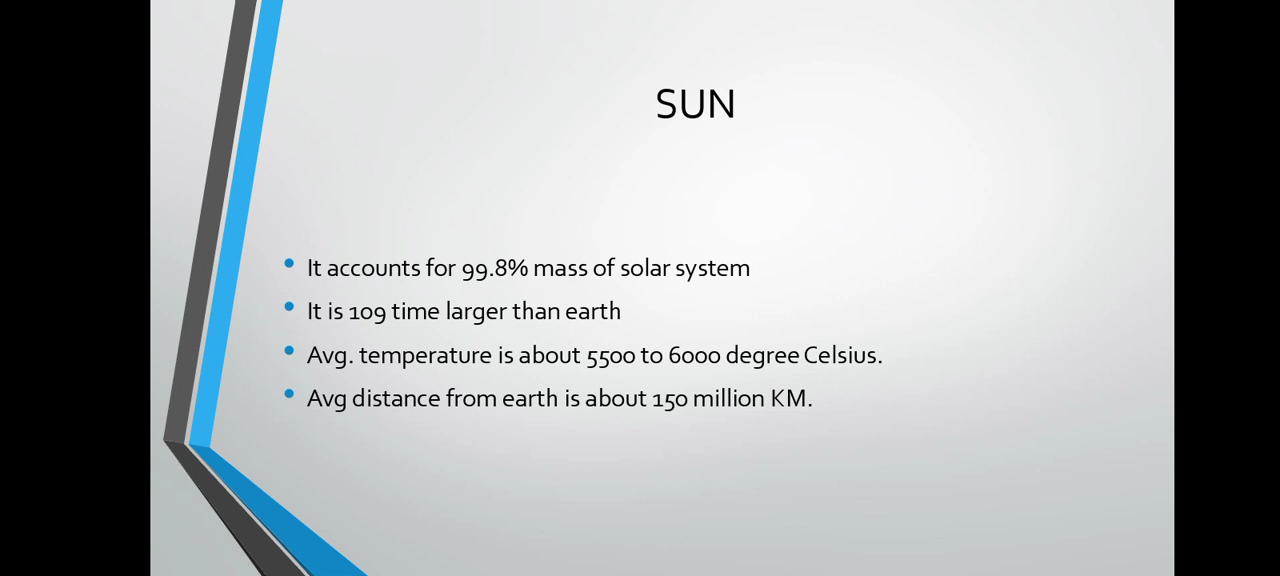 SUN
It accounts for 99.8% mass of solar system
It is 109 time larger than earth
Avg. temperature is about 5500 to 6000 degree Celsius.
Avg distance from earth is about 150 million KM.